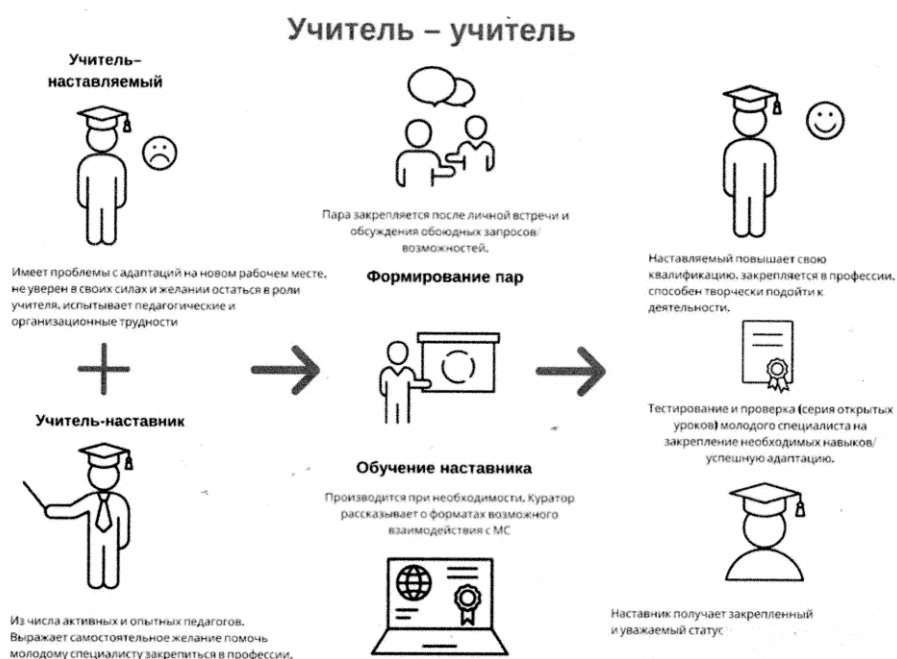 Учитель – учитель
Учитель–
наставляемый
Имеет проблемы с адаптаций на новом рабочем месте,
не уверен в своих силах и желании остаться в роли
учителя, испытывает педагогические и
организационные трудности
Учитель-наставник
Из числа активных и опытных педагогов.
Выражает самостоятельное желание помочь
молодому специалисту закрепиться в профессии.
Пара закрепляется после личной встречи и
обсуждения обоюдных запросов/
возможностей.
Формирование пар
Обучение наставника
Производится при необходимости. Куратор
рассказывает о форматах возможного
взаимодействия с МС
Наставляемый повышает свою
квалификацию, закрепляется в профессии,
способен творчески подойти к
деятельности.
Тестирование и проверка (серия открытых
уроков) молодого специалиста на
закрепление необходимых навыков/
успешную адаптацию.
Наставник получает закрепленный
и уважаемый статус